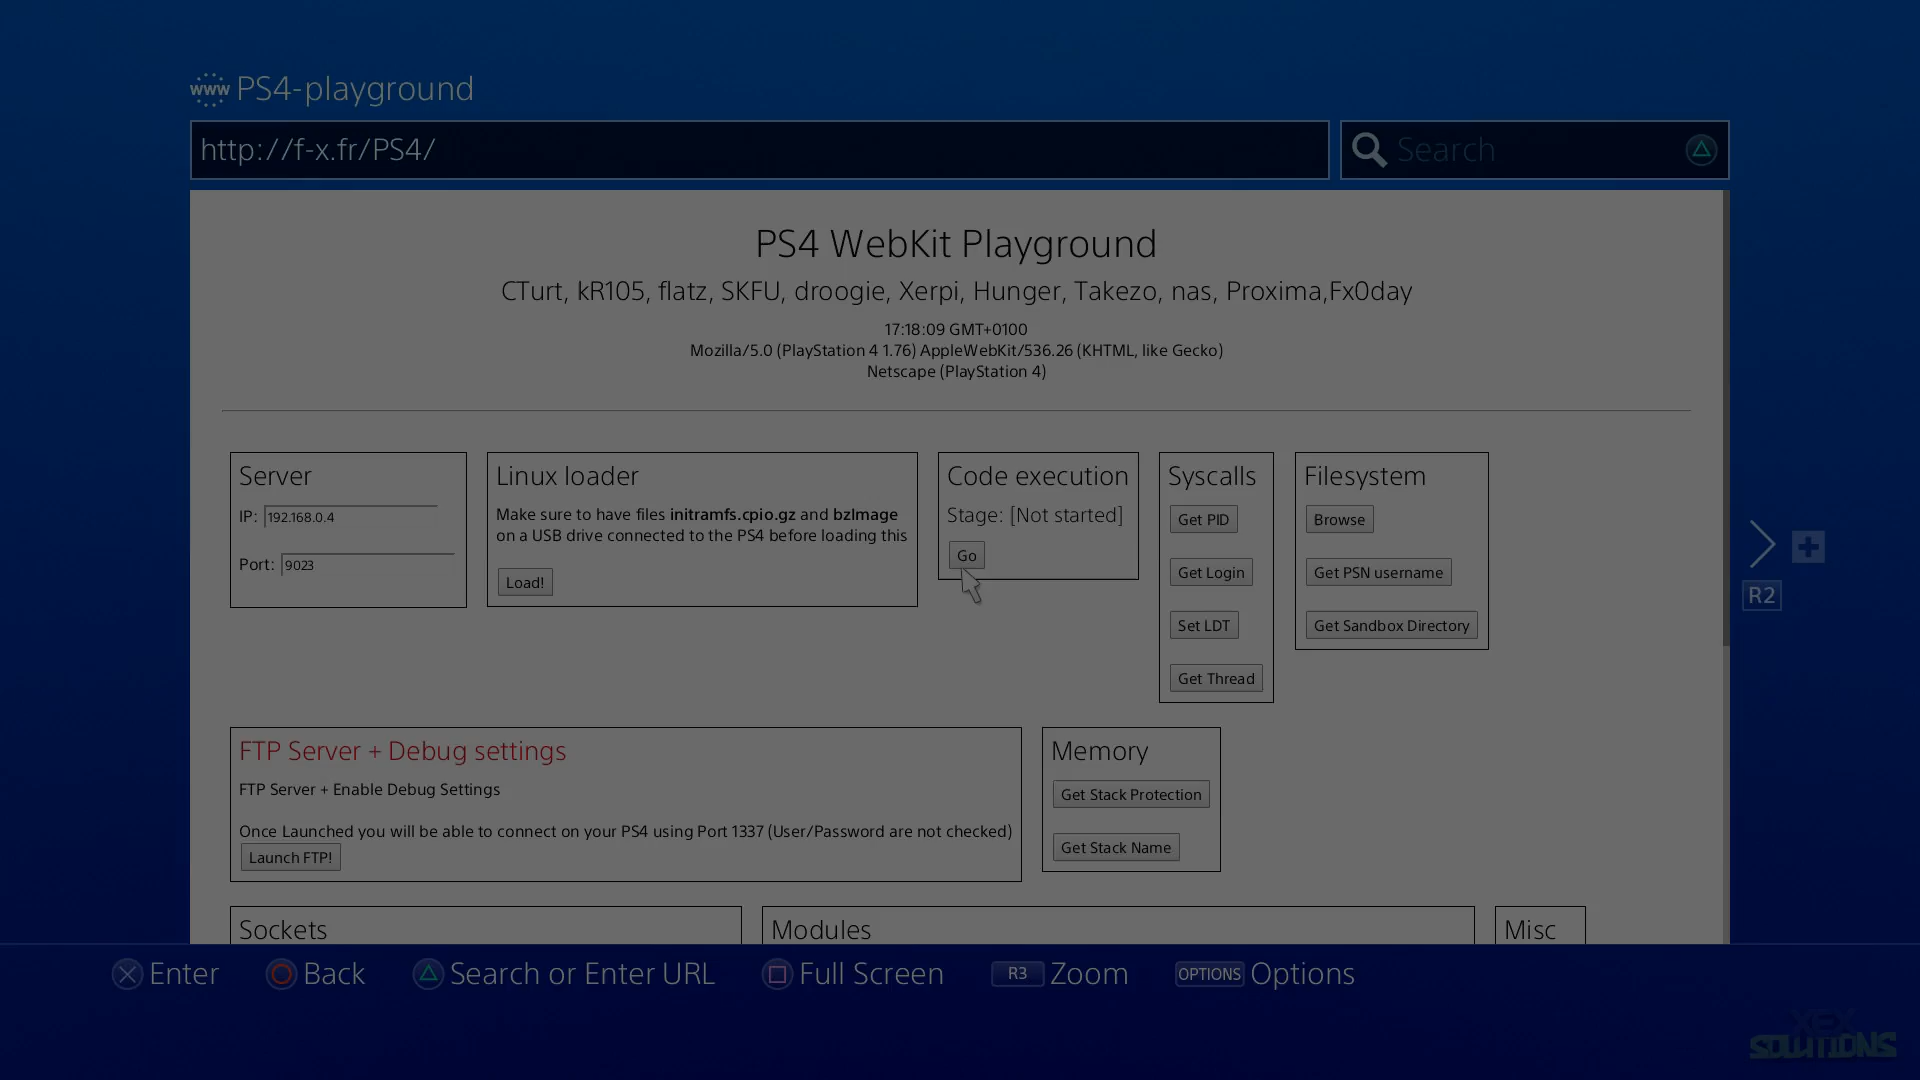 www PS4-playground
http://f-x.fr/PS4/
Search
PS4 WebKit Playground
CTurt, kR105, flatz, SKFU, droogie, Xerpi, Hunger, Takezo, nas, Proxima,Fx0day
17:18:09 GMT+0100
Mozilla/5.0 (PlayStation 4 1.76) AppleWebKit/536.26 (KHTML, like Gecko)
Netscape (PlayStation 4)
Server
IP: 192.168.0.4
Port: 9023
Linux loader
Make sure to have files initramfs.cpio.gz and bzImage
on a USB drive connected to the PS4 before loading this
Load!
Code execution
Stage: [Not started]
Go
Syscalls
Get PID
Get Login
Set LDT
Get Thread
Filesystem
Browse
Get PSN username
Get Sandbox Directory
R2
FTP Server + Debug settings
FTP Server + Enable Debug Settings
Once Launched you will be able to connect on your PS4 using Port 1337 (User/Password are not checked)
Launch FTP!
Memory
Get Stack Protection
Get Stack Name
Sockets
Modules
Misc
Enter
Back
Search or Enter URL
Full Screen
R3 Zoom
OPTIONS Options
XEX
SOLUTIONS